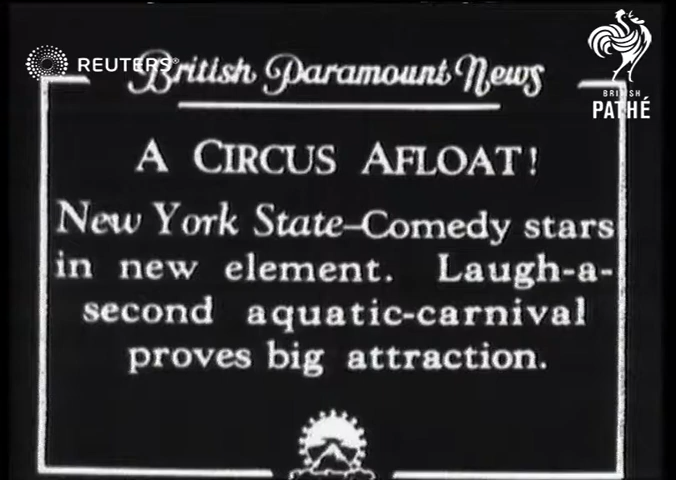 REUTERS
British Paramount News
BRITISH
PATHÉ
A CIRCUS AFLOAT!
New York State—Comedy stars
in new element. Laugh-a-
second aquatic-carnival
proves big attraction.